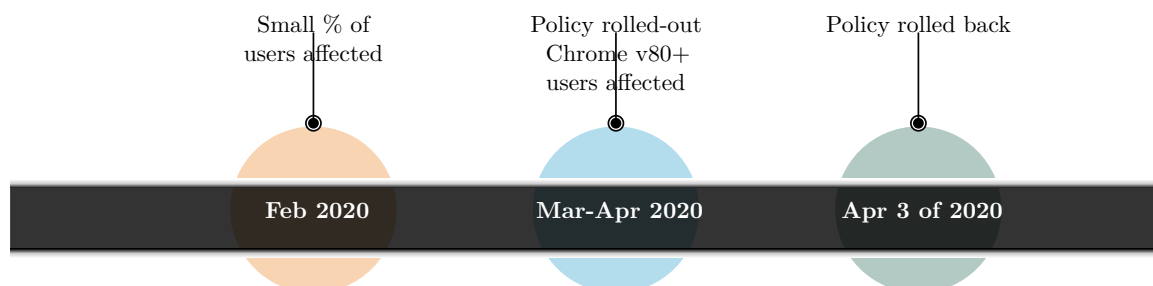 Small % of
users affected
Policy rolled-out
Chrome v80+
users affected
Policy rolled back
Feb 2020
Mar-Apr 2020
Apr 3 of 2020